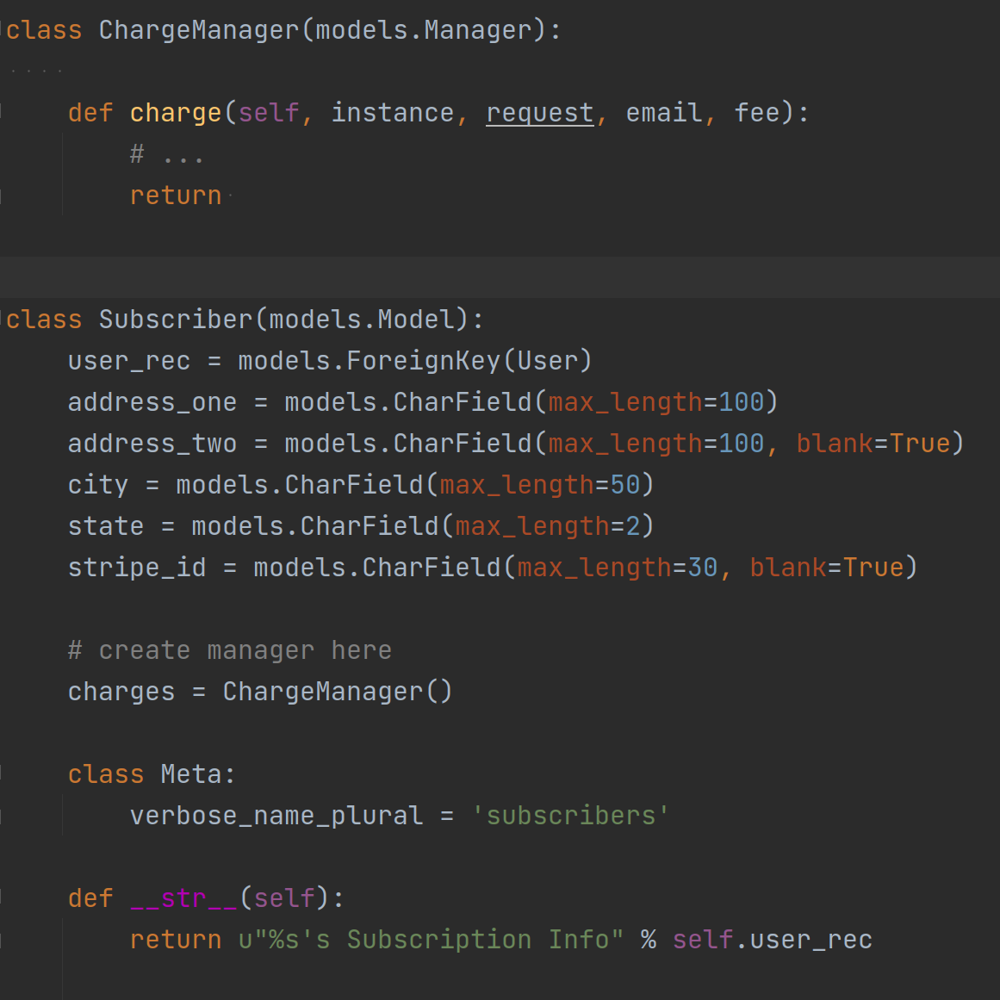 class ChargeManager(models.Manager):
    def charge(self, instance, request, email, fee):
        # ...
        return
class Subscriber(models.Model):
    user_rec = models.ForeignKey(User)
    address_one = models.CharField(max_length=100)
    address_two = models.CharField(max_length=100, blank=True)
    city = models.CharField(max_length=50)
    state = models.CharField(max_length=2)
    stripe_id = models.CharField(max_length=30, blank=True)
    # create manager here
    charges = ChargeManager()
    class Meta:
        verbose_name_plural = 'subscribers'
    def __str__(self):
        return u"%s's Subscription Info" % self.user_rec